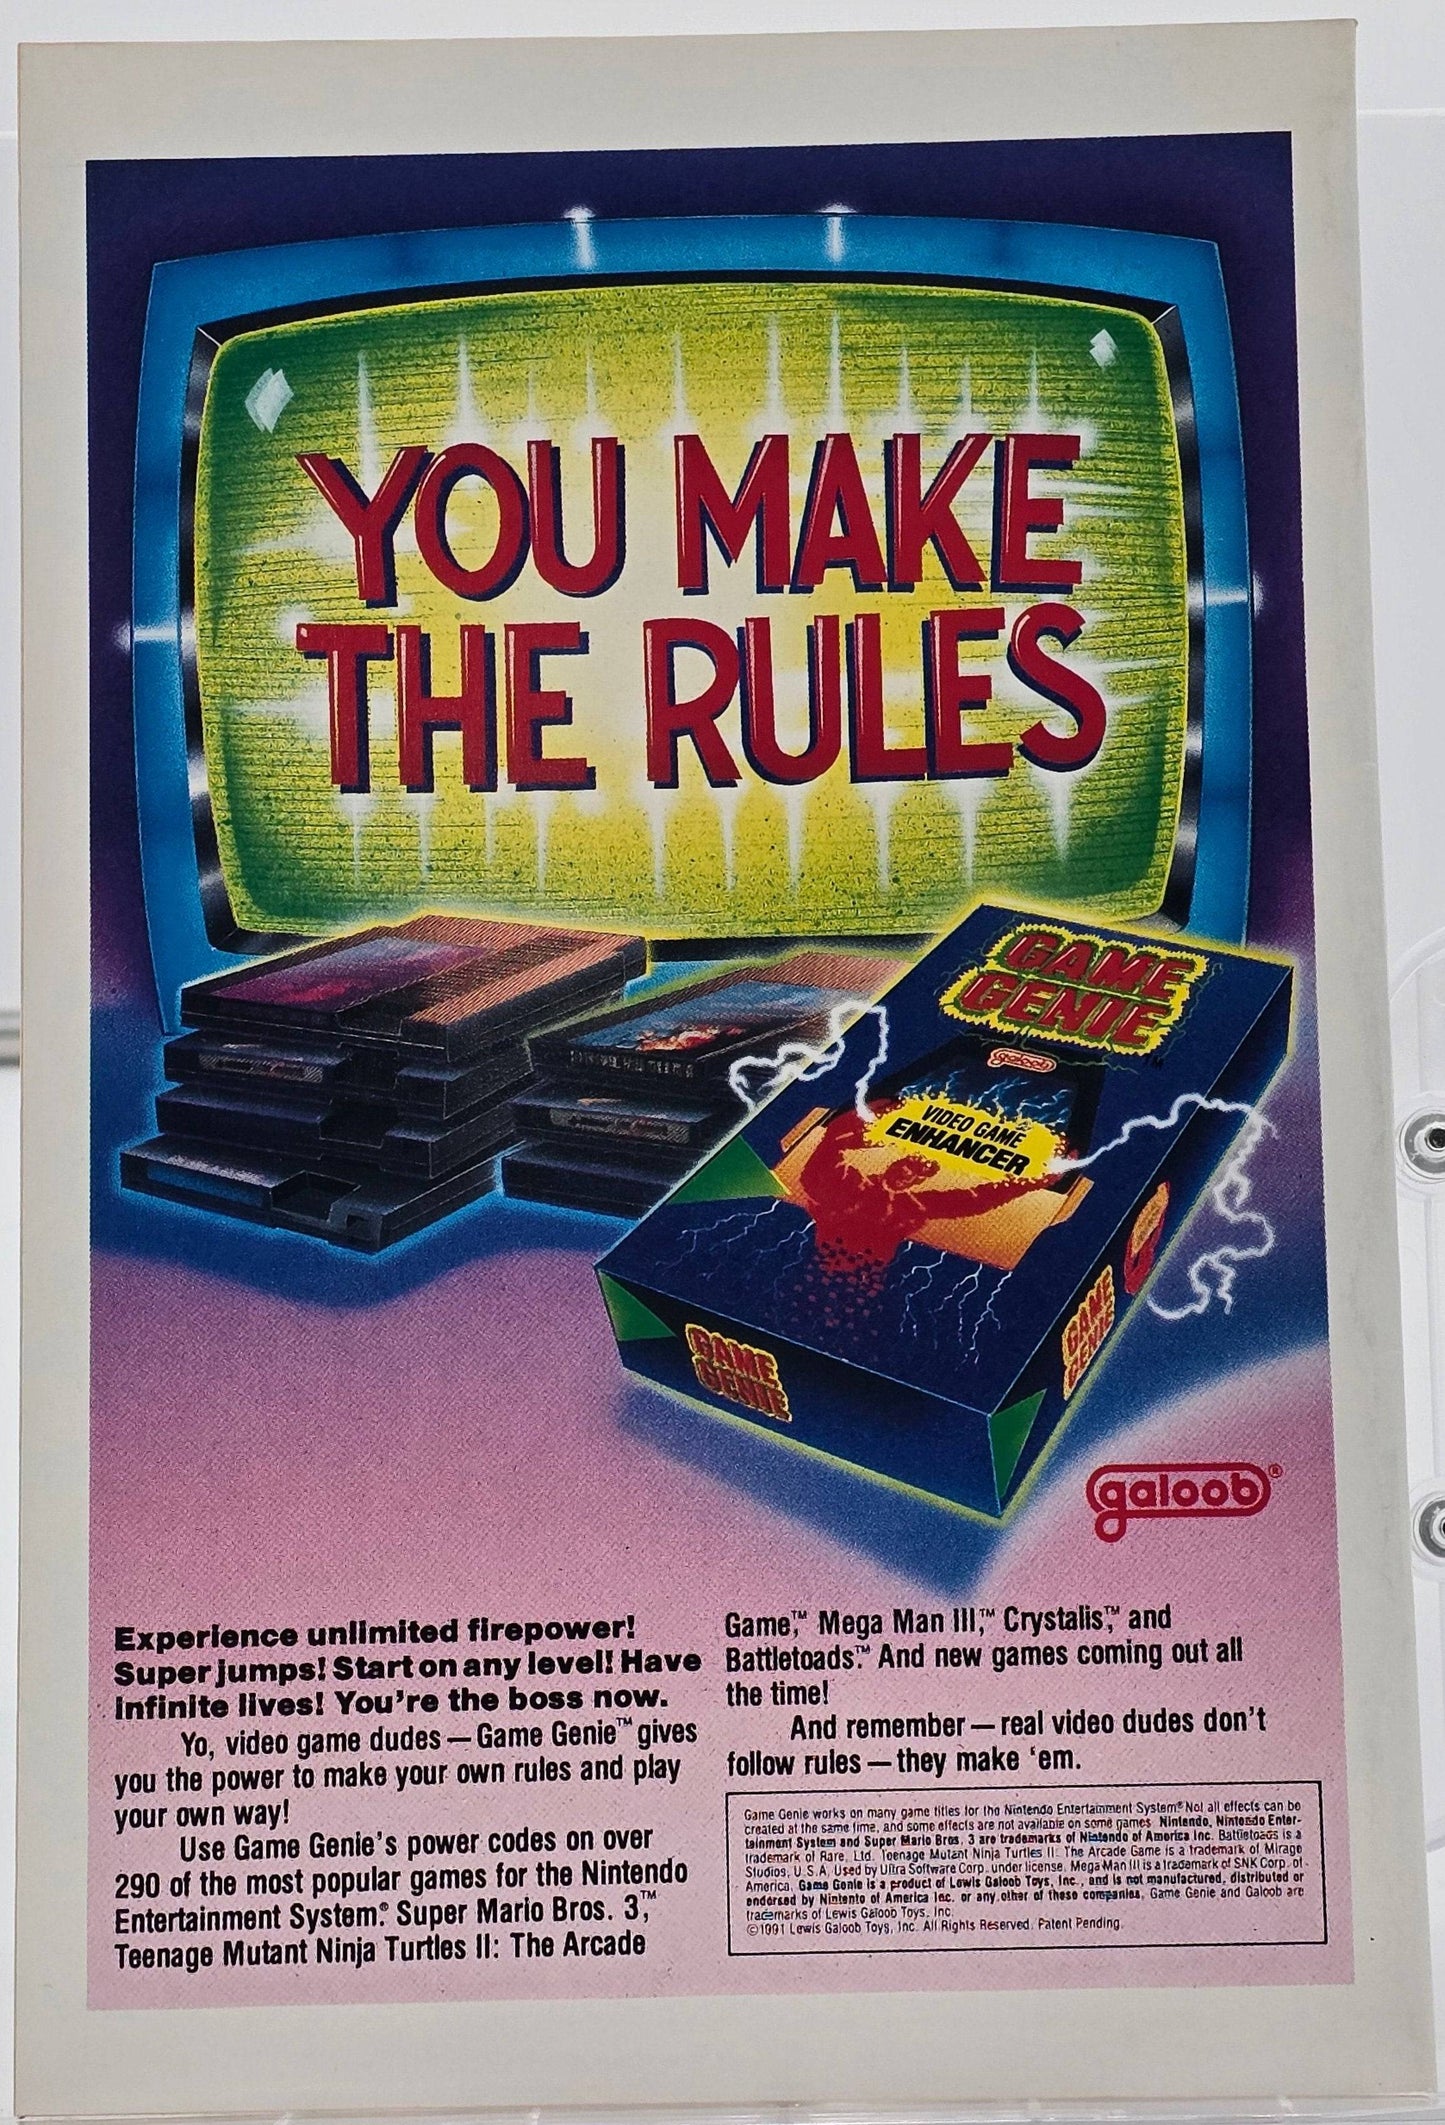 YOU MAKE
THE RULES
GAME
GENIE
galoob
VIDEO GAME
ENHANCER
GAME
GENIE
GAME
GENIE
galoob®
Experience unlimited firepower!
Super jumps! Start on any level! Have
infinite lives! You're the boss now.
Yo, video game dudes — Game Genie™ gives
you the power to make your own rules and play
your own way!
Use Game Genie's power codes on over
290 of the most popular games for the Nintendo
Entertainment System.® Super Mario Bros. 3,™
Teenage Mutant Ninja Turtles II: The Arcade
Game,™ Mega Man III,™ Crystalis,™ and
Battletoads.™ And new games coming out all
the time!
And remember — real video dudes don't
follow rules — they make 'em.
Game Genie works on many game titles for the Nintendo Entertainment System.® Not all effects can be
created at the same time, and some effects are not available on some games. Nintendo, Nintendo Enter-
tainment System and Super Mario Bros. 3 are trademarks of Nintendo of America Inc. Battletoads is a
trademark of Rare, Ltd. Teenage Mutant Ninja Turtles II: The Arcade Game is a trademark of Mirage
Studios, U.S.A. Used by Ultra Software Corp. under license. Mega Man III is a trademark of SNK Corp. of
America. Game Genie is a product of Lewis Galoob Toys, Inc., and is not manufactured, distributed or
endorsed by Nintento of America Inc. or any other of these companies. Game Genie and Galoob are
trademarks of Lewis Galoob Toys, Inc.
©1991 Lewis Galoob Toys, Inc. All Rights Reserved. Patent Pending.